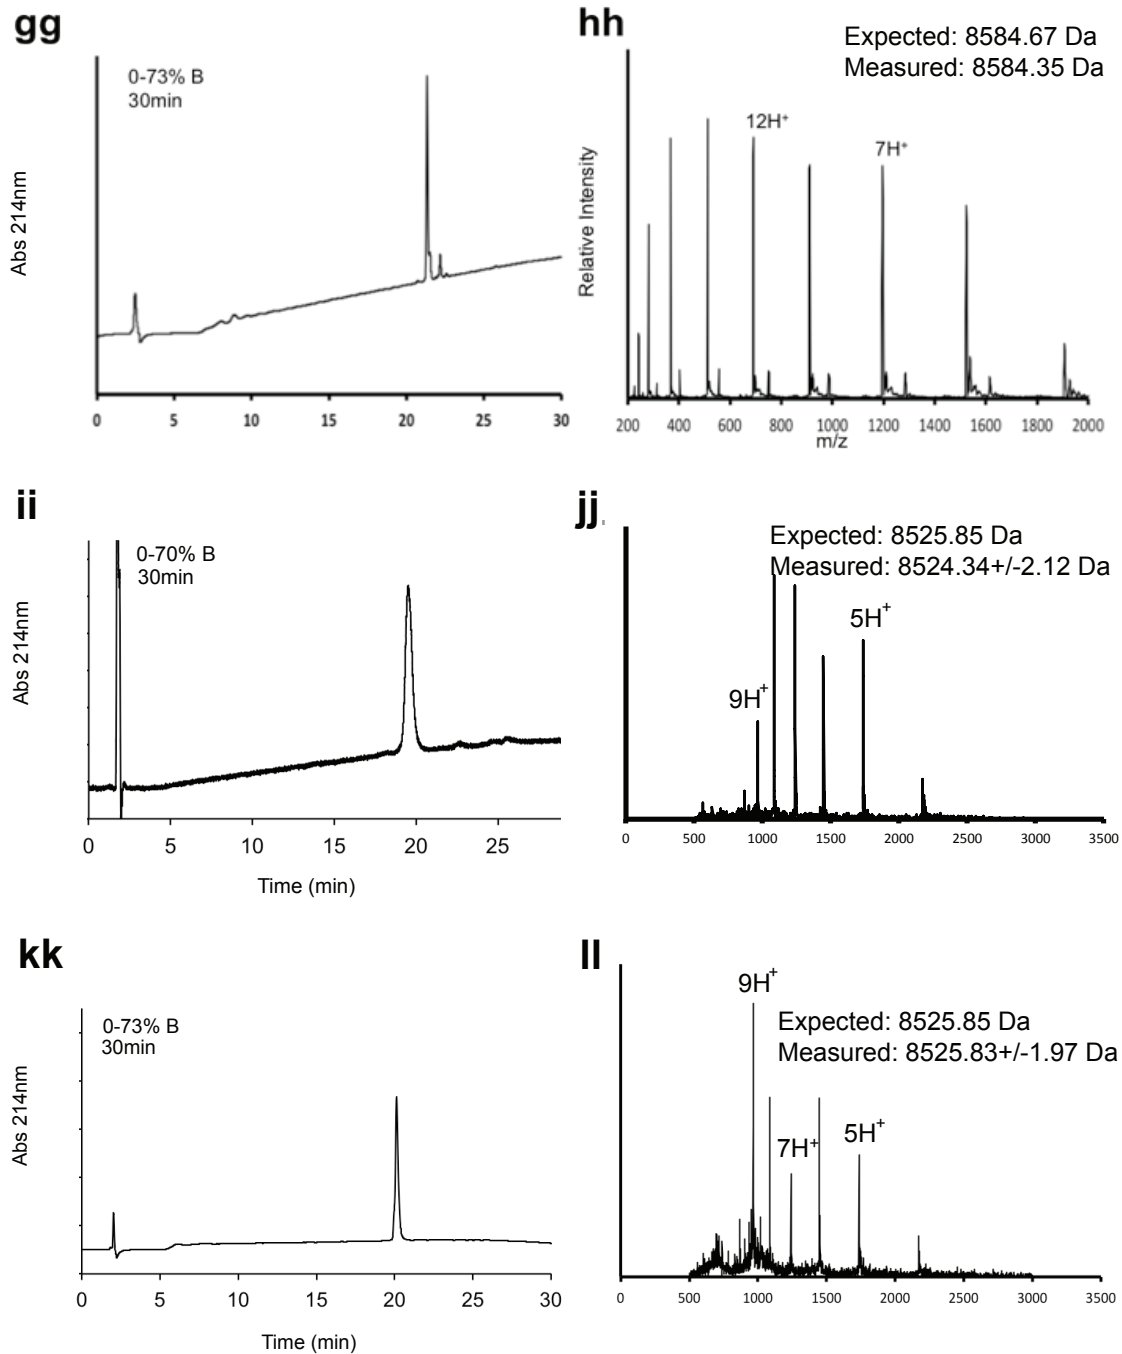 gg
0-73% B
30min
Abs 214nm
0 5 10 15 20 25 30
hh
Expected: 8584.67 Da
Measured: 8584.35 Da
12H+
7H+
Relative Intensity
200 400 600 800 1000 1200 1400 1600 1800 2000
m/z
ii
0-70% B
30min
Abs 214nm
0 5 10 15 20 25
Time (min)
jj.
Expected: 8525.85 Da
Measured: 8524.34+/-2.12 Da
5H+
9H+
0 500 1000 1500 2000 2500 3000 3500
kk
0-73% B
30min
Abs 214nm
0 5 10 15 20 25 30
Time (min)
ll
9H+
Expected: 8525.85 Da
Measured: 8525.83+/-1.97 Da
7H+
5H+
0 500 1000 1500 2000 2500 3000 3500